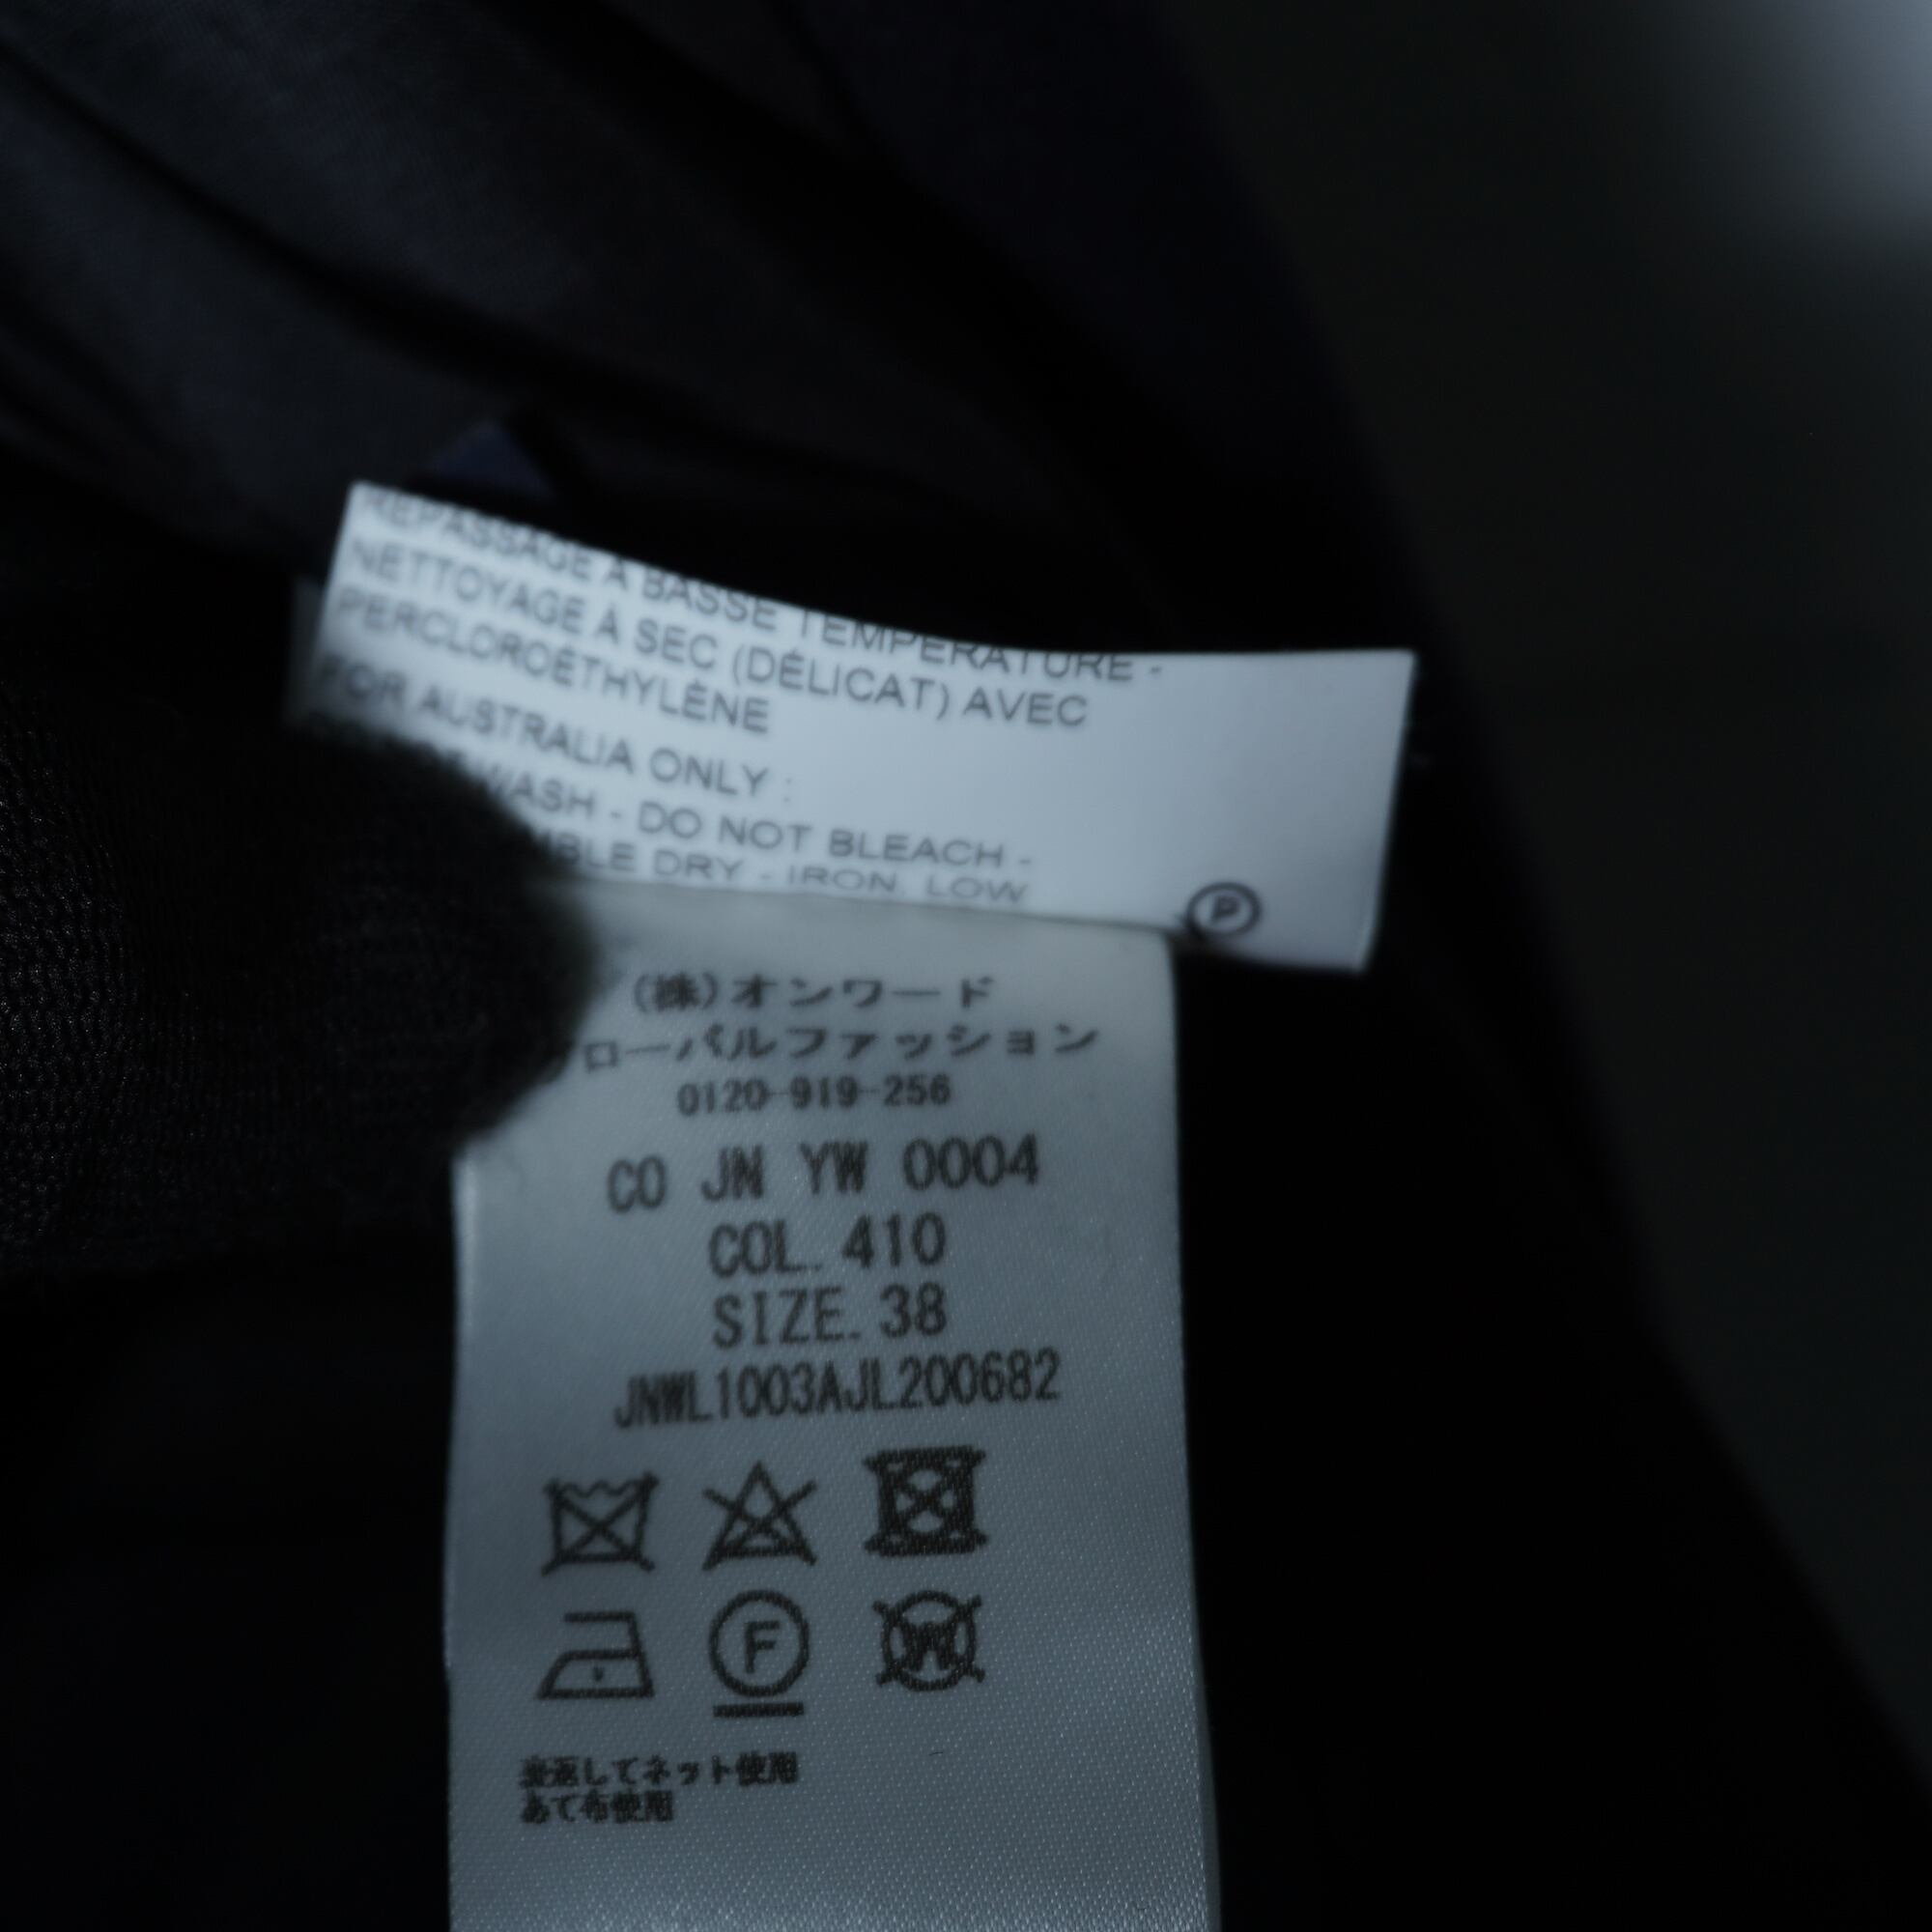 REPASSAGE À BASSE TEMPÉRATURE -
NETTOYAGE À SEC (DÉLICAT) AVEC
PERCLOROÉTHYLÈNE
FOR AUSTRALIA ONLY :
WASH - DO NOT BLEACH -
DRY - IRON, LOW
P
(株)オンワード
ローバルファッション
0120-919-256
CO JN YW 0004
COL. 410
SIZE. 38
JNWL1003AJL200682
F
W
裏返してネット使用
あて布使用